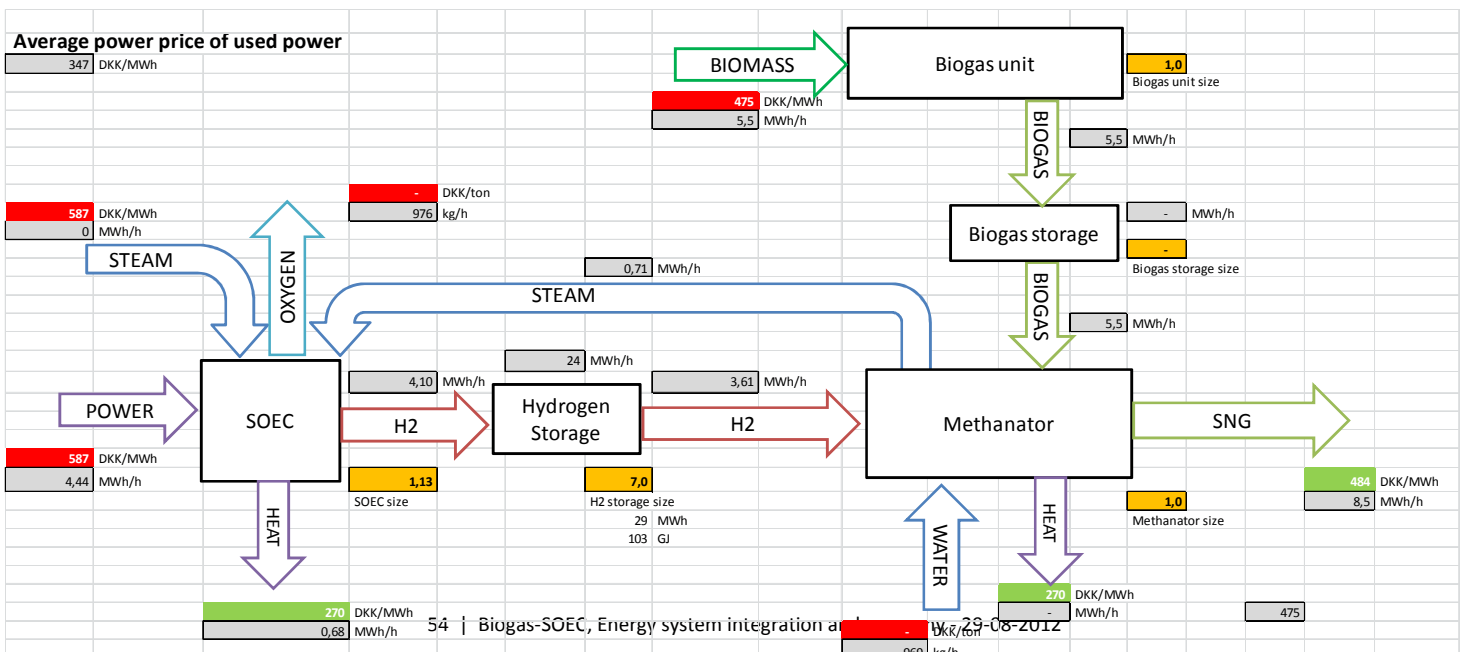 Average power price of used power
347 DKK/MWh
BIOMASS
Biogas unit
1,0
Biogas unit size
475 DKK/MWh
5,5 MWh/h
BIOGAS
5,5 MWh/h
- DKK/ton
976 kg/h
587 DKK/MWh
0 MWh/h
STEAM
OXYGEN
Biogas storage
- MWh/h
-
Biogas storage size
0,71 MWh/h
STEAM
BIOGAS
5,5 MWh/h
24 MWh/h
4,10 MWh/h
3,61 MWh/h
POWER
SOEC
H2
Hydrogen
Storage
H2
Methanator
SNG
587 DKK/MWh
4,44 MWh/h
1,13
SOEC size
7,0
H2 storage size
29 MWh
103 GJ
484 DKK/MWh
8,5 MWh/h
1,0
Methanator size
HEAT
WATER
HEAT
270 DKK/MWh
0,68 MWh/h
270 DKK/MWh
- MWh/h
475
54 | Biogas-SOEC, Energy system integration 29-08-2012
- DKK/ton
kg/h